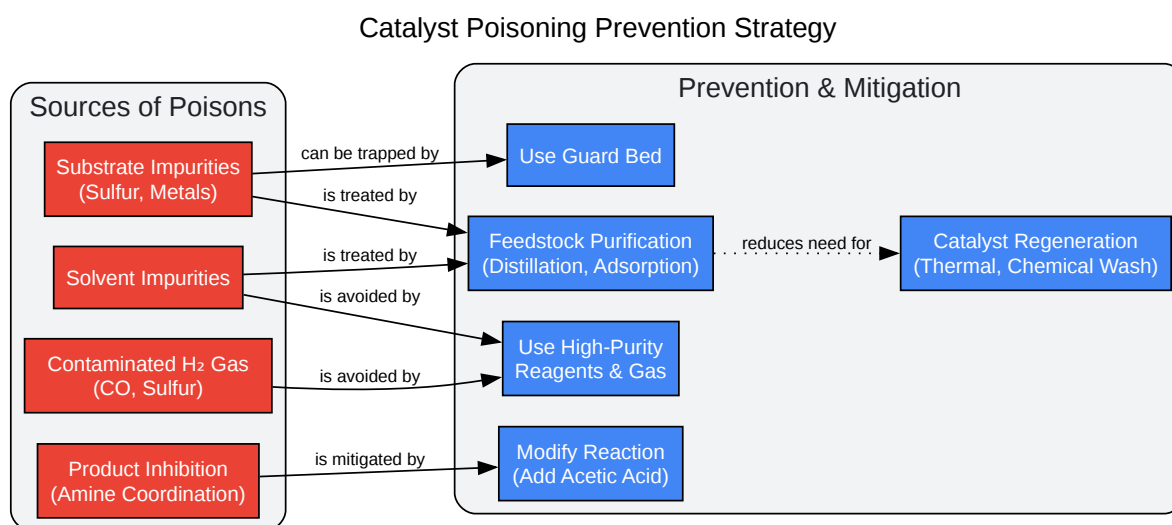 Catalyst Poisoning Prevention Strategy
Sources of Poisons
Substrate Impurities
(Sulfur, Metals)
Solvent Impurities
Contaminated H₂ Gas
(CO, Sulfur)
Product Inhibition
(Amine Coordination)
can be trapped by
is treated by
is treated by
is avoided by
is avoided by
is mitigated by
Prevention & Mitigation
Use Guard Bed
Feedstock Purification
(Distillation, Adsorption)
reduces need for
Catalyst Regeneration
(Thermal, Chemical Wash)
Use High-Purity
Reagents & Gas
Modify Reaction
(Add Acetic Acid)